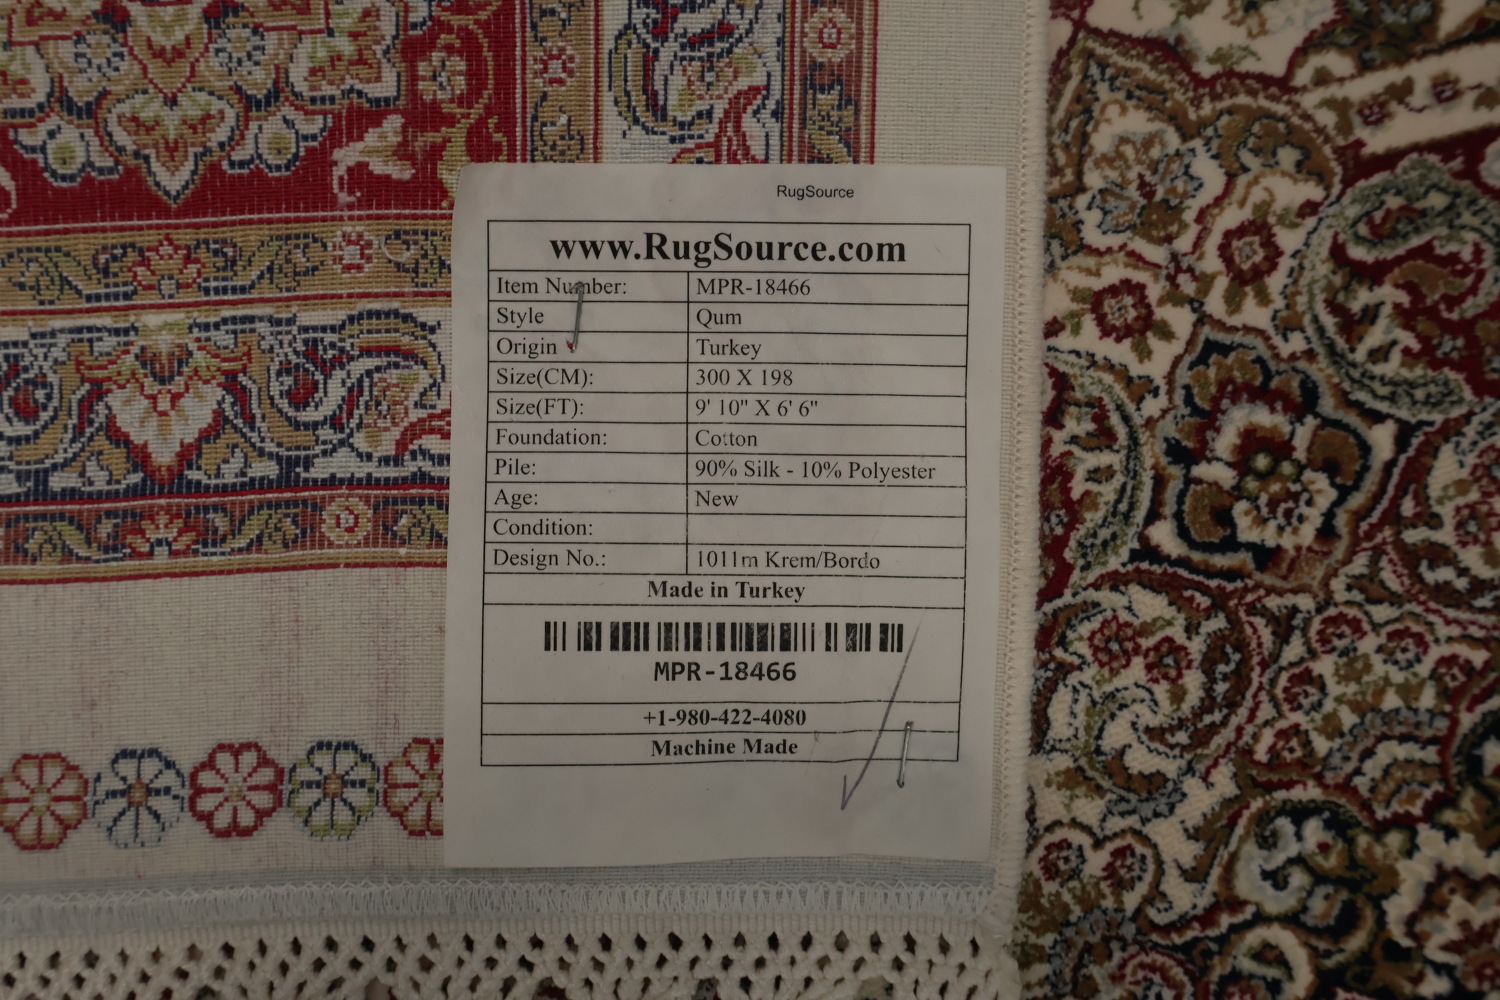 RugSource
www.RugSource.com
Item Number: MPR-18466
Style Qum
Origin Turkey
Size(CM): 300 X 198
Size(FT): 9' 10" X 6' 6"
Foundation: Cotton
Pile: 90% Silk - 10% Polyester
Age: New
Condition:
Design No.: 1011m Krem/Bordo
Made in Turkey
MPR-18466
+1-980-422-4080
Machine Made